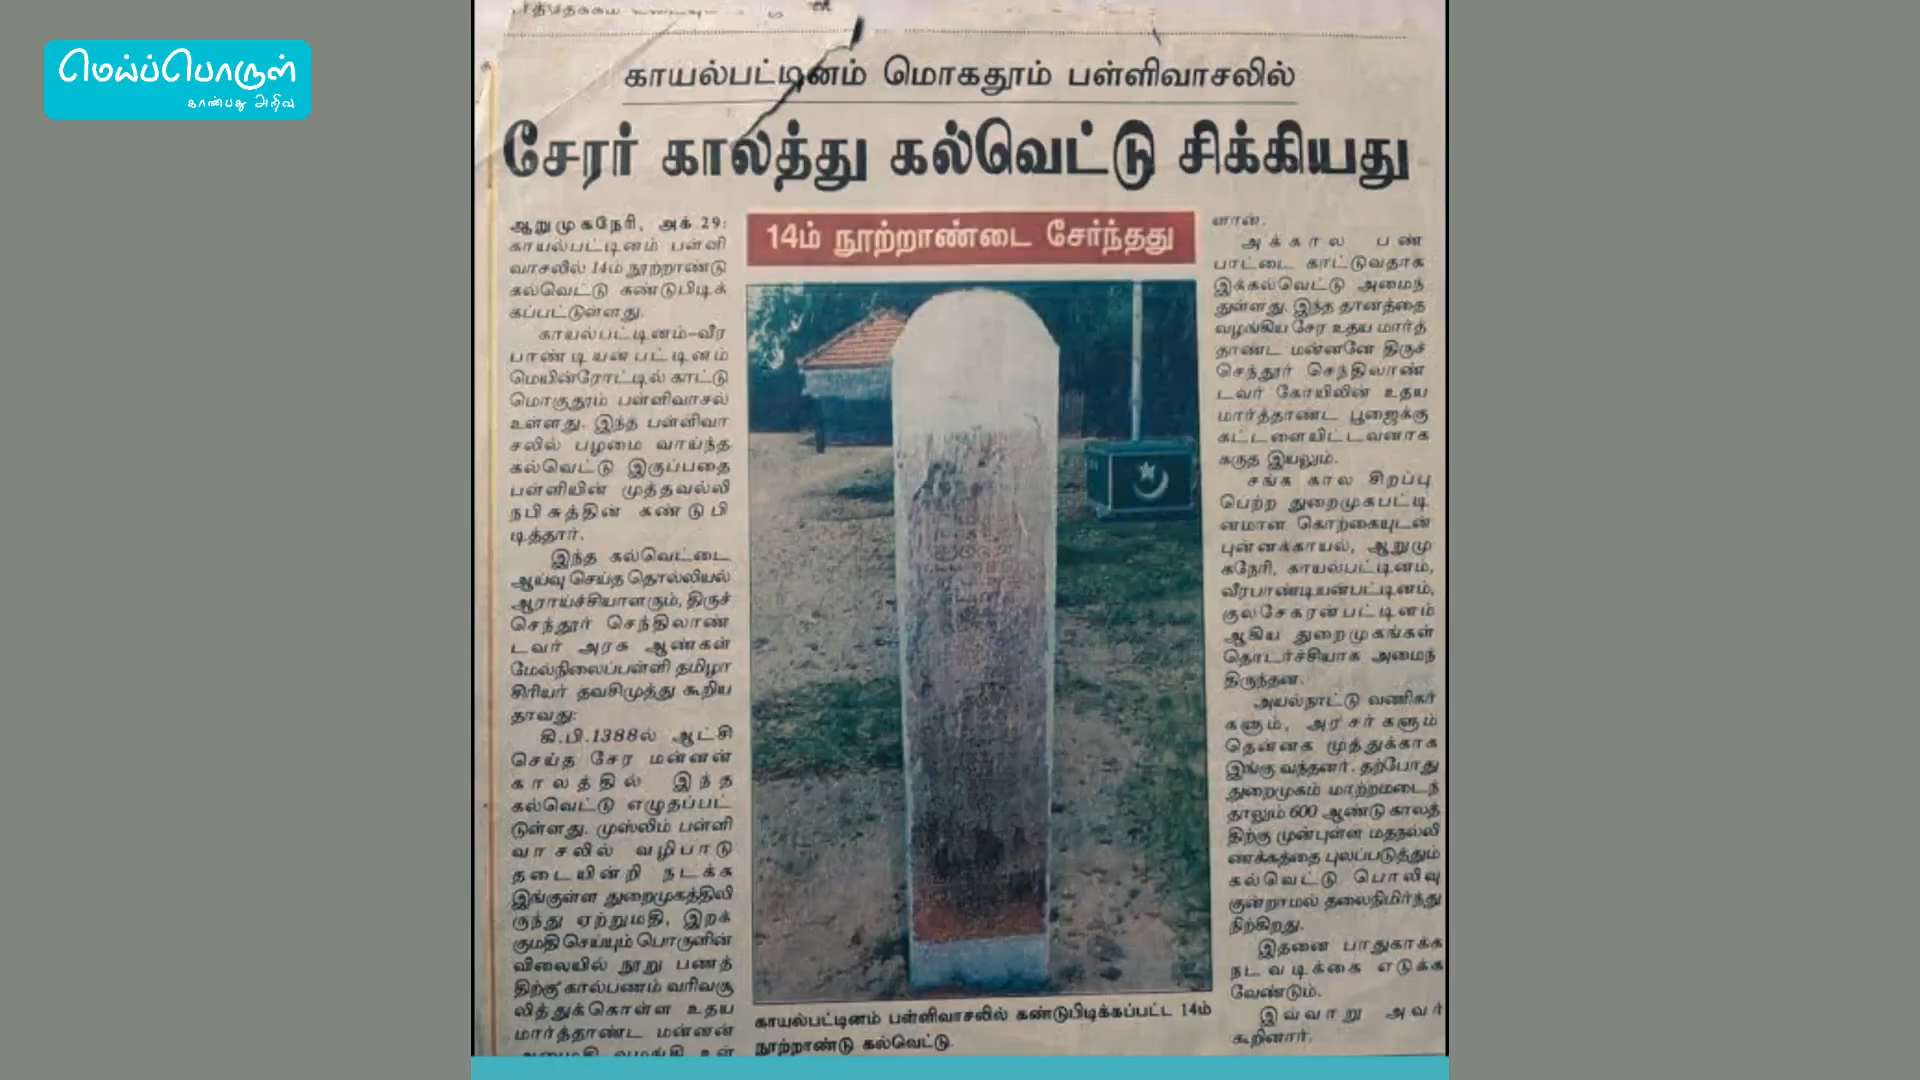 மெய்ப்பொருள்
காண்பது அறிவு
காயல்பட்டினம் மொகதூம் பள்ளிவாசலில்
சேரர் காலத்து கல்வெட்டு சிக்கியது
14ம் நூற்றாண்டை சேர்ந்தது
ஆறுமுகநேரி, அக் 29:
காயல்பட்டினம் பள்ளி
வாசலில் 14ம் நூற்றாண்டு
கல்வெட்டு கண்டுபிடிக்
கப்பட்டுள்ளது.
காயல்பட்டினம்-வீர
பாண்டியன்பட்டினம்
மெயின்ரோட்டில் காட்டு
மொகுதூம் பள்ளிவாசல்
உள்ளது. இந்த பள்ளிவா
சலில் பழமை வாய்ந்த
கல்வெட்டு இருப்பதை
பள்ளியின் முத்தவல்லி
நபிசுத்தின் கண்டுபி
டித்தார்.
இந்த கல்வெட்டை
ஆய்வு செய்த தொல்லியல்
ஆராய்ச்சியாளரும், திருச்
செந்தூர் செந்திலாண்
டவர் அரசு ஆண்கள்
மேல்நிலைப்பள்ளி தமிழா
சிரியர் தவசிமுத்து கூறிய
தாவது:
கி.பி.1388ல் ஆட்சி
செய்த சேர மன்னன்
காலத்தில் இந்த
கல்வெட்டு எழுதப்பட்
டுள்ளது. முஸ்லிம் பள்ளி
வாசலில் வழிபாடு
தடையின்றி நடக்க
இங்குள்ள துறைமுகத்திலி
ருந்து ஏற்றுமதி, இறக்
குமதி செய்யும் பொருளின்
விலையில் நூறு பணத்
திற்கு கால்பணம் வரிவசூ
லித்துக்கொள்ள உதய
மார்த்தாண்ட மன்னன்
அனுமதி வழங்கி உள்
ளான்.
அக்கால பண்
பாட்டை காட்டுவதாக
இக்கல்வெட்டு அமைந்
துள்ளது. இந்த தானத்தை
வழங்கிய சேர உதய மார்த்
தாண்ட மன்னனே திருச்
செந்தூர் செந்திலாண்
டவர் கோயிலின் உதய
மார்த்தாண்ட பூஜைக்கு
கட்டளையிட்டவனாக
கருத இயலும்.
சங்க கால சிறப்பு
பெற்ற துறைமுகபட்டி
னமான கொற்கையுடன்
புன்னக்காயல், ஆறுமு
கநேரி, காயல்பட்டினம்,
வீரபாண்டியன்பட்டினம்,
குலசேகரன்பட்டினம்
ஆகிய துறைமுகங்கள்
தொடர்ச்சியாக அமைந்
திருந்தன.
அயல்நாட்டு வணிகர்
களும், அரசர்களும்
தென்னக முத்துக்காக
இங்கு வந்தனர். தற்போது
துறைமுகம் மாற்றமடைந்
தாலும் 600 ஆண்டு காலத்
திற்கு முன்புள்ள மதநல்லி
ணக்கத்தை புலப்படுத்தும்
கல்வெட்டு பொலிவு
குன்றாமல் தலைநிமிர்ந்து
நிற்கிறது.
இதனை பாதுகாக்க
நடவடிக்கை எடுக்க
வேண்டும்.
இவ்வாறு அவர்
கூறினார்.
காயல்பட்டினம் பள்ளிவாசலில் கண்டுபிடிக்கப்பட்ட 14ம்
நூற்றாண்டு கல்வெட்டு.